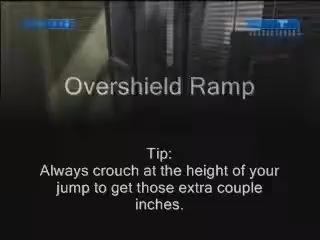 Overshield Ramp
Tip:
Always crouch at the height of your
jump to get those extra couple
inches.